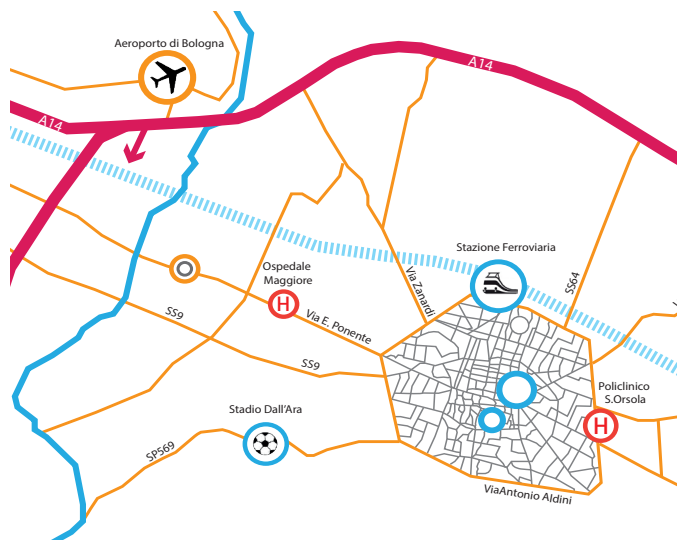 Aeroporto di Bologna
A14
A14
Stazione Ferroviaria
Ospedale
Maggiore
H
Via Zanardi
SS64
Via E. Ponente
SS9
SS9
Policlinico
S.Orsola
H
Stadio Dall'Ara
SP569
ViaAntonio Aldini